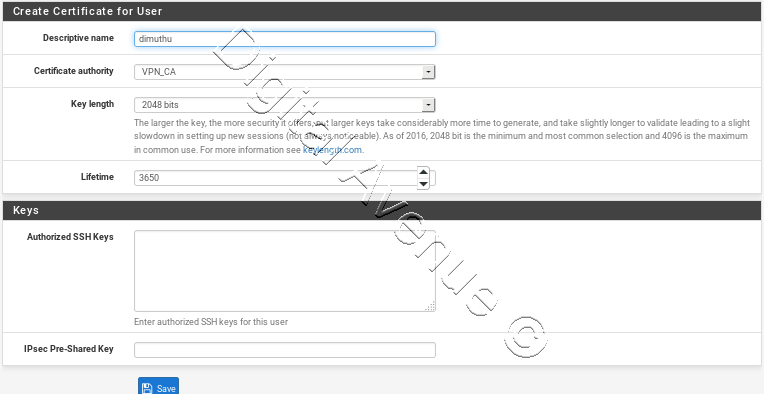 Create Certificate for User
Descriptive name
dimuthu
Certificate authority
VPN_CA
Key length
2048 bits
The larger the key, the more security it offers, but larger keys take considerably more time to generate, and take slightly longer to validate leading to a slight
slowdown in setting up new sessions (not always noticeable). As of 2016, 2048 bit is the minimum and most common selection and 4096 is the maximum
in common use. For more information see keylength.com.
Lifetime
3650
Keys
Authorized SSH Keys
Enter authorized SSH keys for this user
IPsec Pre-Shared Key
Save
Digital Avenue ©